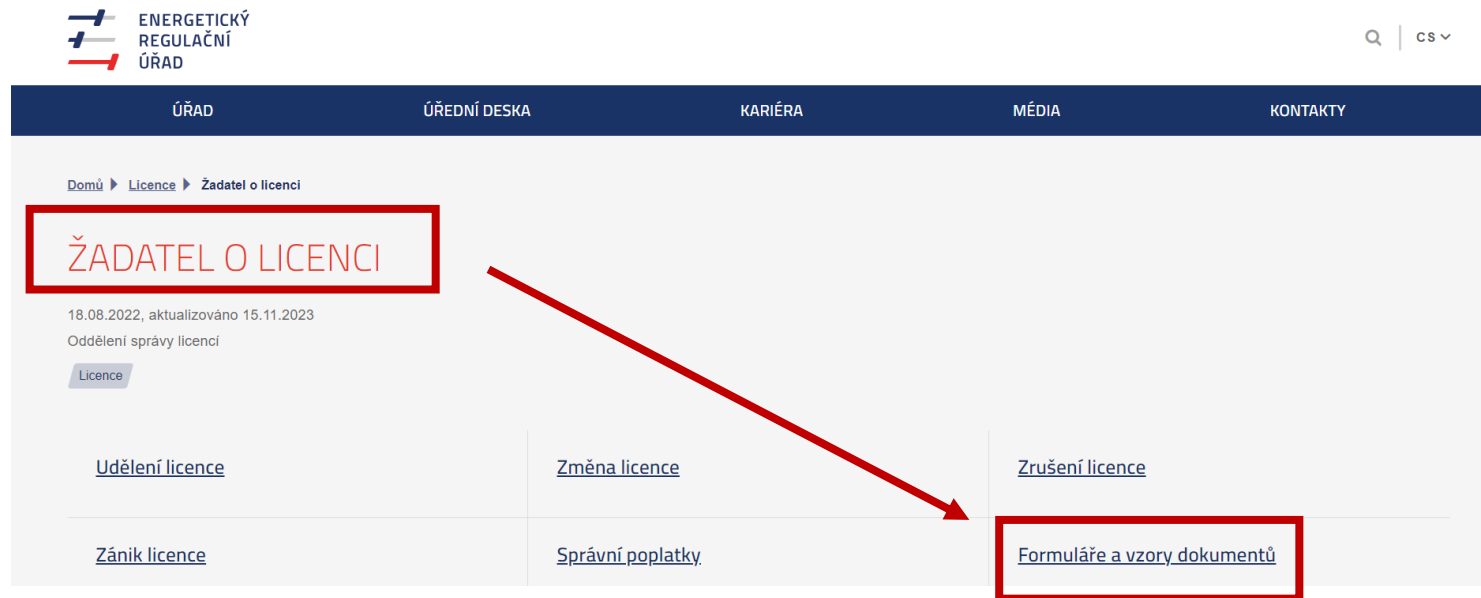 ENERGETICKÝ
REGULAČNÍ
ÚŘAD
CS
ÚŘAD ÚŘEDNÍ DESKA KARIÉRA MÉDIA KONTAKTY
Domů Licence Žadatel o licenci
ŽADATEL O LICENCI
18.08.2022, aktualizováno 15.11.2023
Oddělení správy licencí
Licence
Udělení licence Změna licence Zrušení licence
Zánik licence Správní poplatky Formuláře a vzory dokumentů